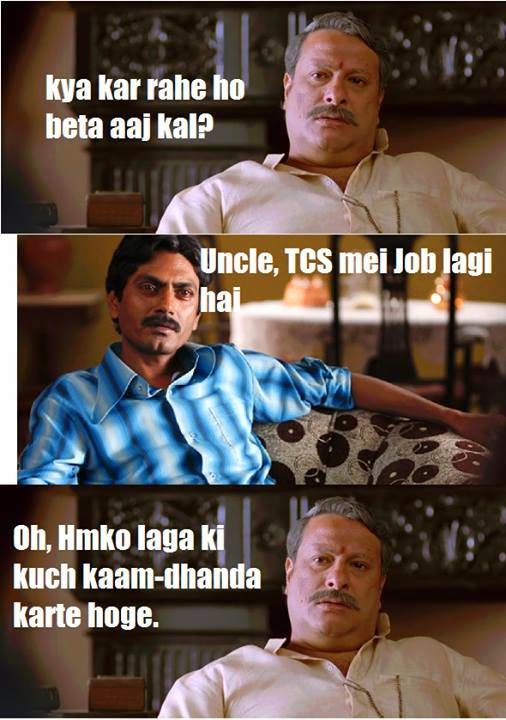 kya kar rahe ho
beta aaj kal?
Uncle, TCS mei Job lagi
hai
Oh, Hmko laga ki
kuch kaam-dhanda
karte hoge.